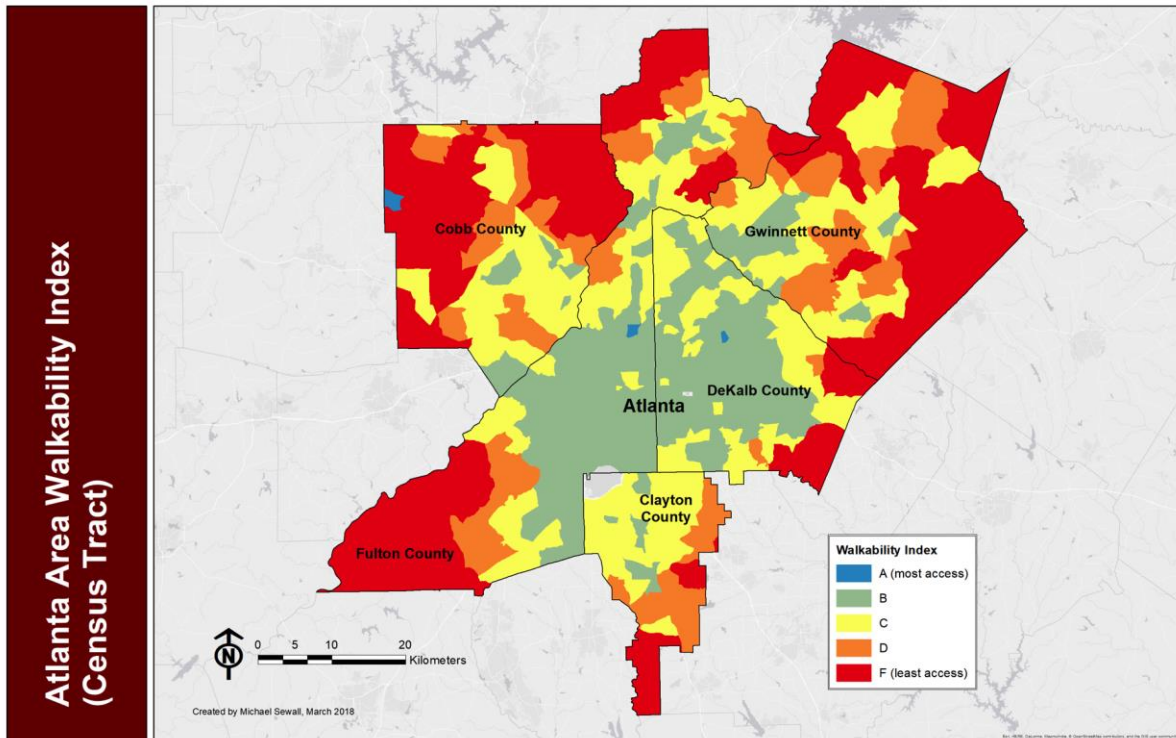 Atlanta Area Walkability Index
(Census Tract)
Cobb County
Gwinnett County
DeKalb County
Atlanta
Clayton
County
Fulton County
Walkability Index
A (most access)
B
C
D
F (least access)
N
0 5 10 20
Kilometers
Created by Michael Sewall, March 2018